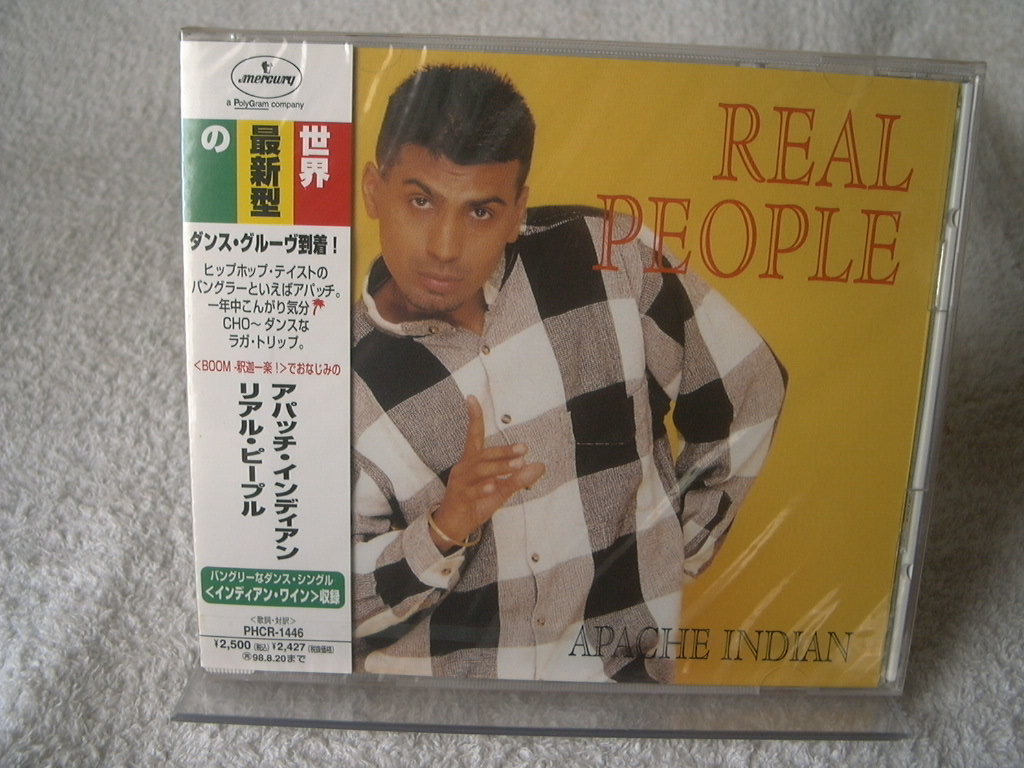 mercury
a PolyGram company
世界
最新型
の
ダンス・グルーヴ到着!
ヒップホップ・テイストの
バングラーといえばアパッチ。
一年中こんがり気分
CHO〜ダンスな
ラガ・トリップ。
<BOOM -釈迦一楽!>でおなじみの
アパッチ・インディアン
リアル・ピープル
バングリーなダンス・シングル
<インディアン・ワイン>収録
<歌詞・対訳>
PHCR-1446
¥2,500(税込)¥2,427(税抜価格)
98.8.20まで
REAL
PEOPLE
APACHE INDIAN